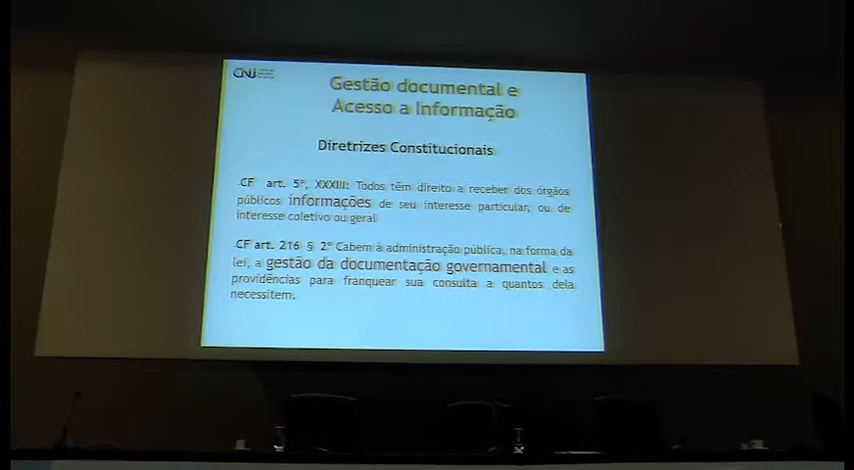 CNJ
Gestão documental e
Acesso a Informação
Diretrizes Constitucionais
.CF art. 5º, XXXIII: Todos têm direito a receber dos órgãos
públicos informações de seu interesse particular, ou de
interesse coletivo ou geral
.CF art. 216 § 2º Cabem à administração pública, na forma da
lei, a gestão da documentação governamental e as
providências para franquear sua consulta a quantos dela
necessitem.